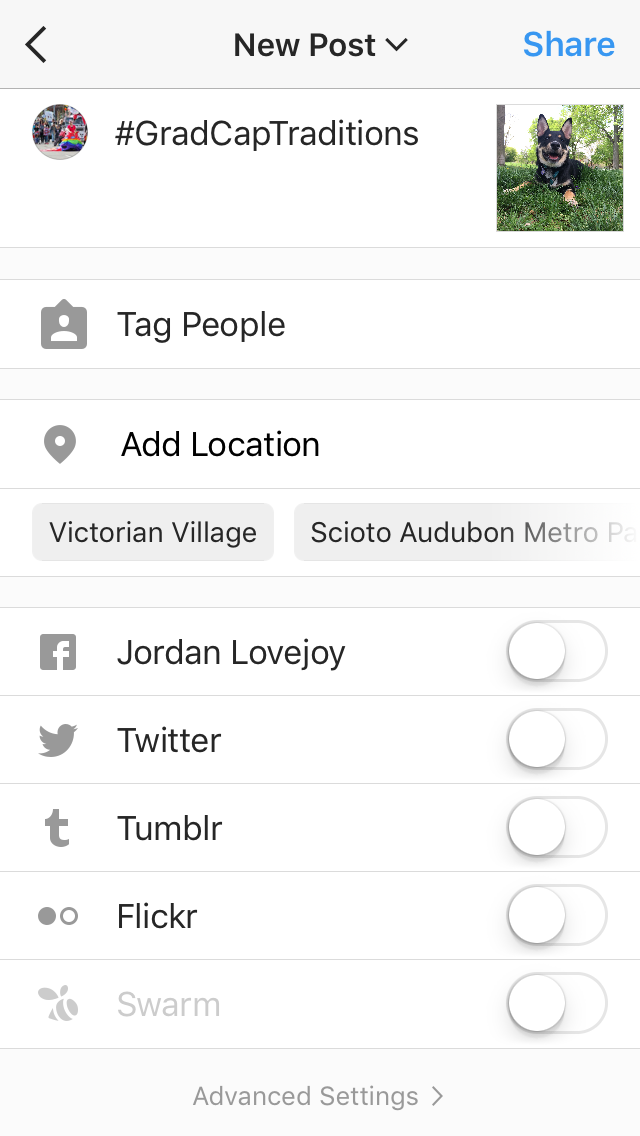 New Post
Share
#GradCapTraditions
Tag People
Add Location
Victorian Village
Scioto Audubon Metro Pa
Jordan Lovejoy
Twitter
Tumblr
Flickr
Swarm
Advanced Settings